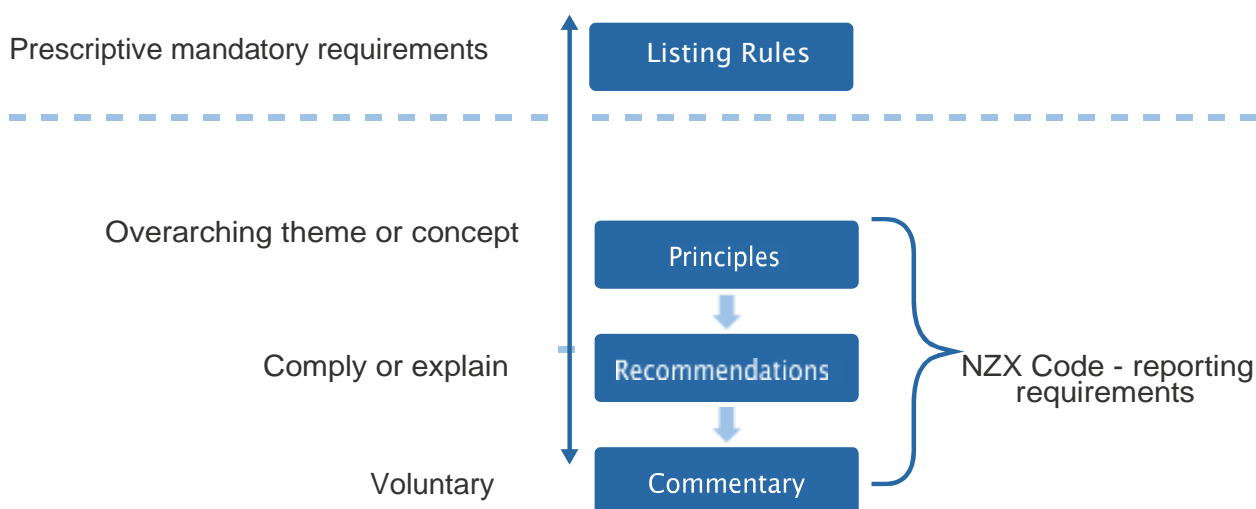 Prescriptive mandatory requirements
Listing Rules
Overarching theme or concept
Principles
Comply or explain
Recommendations
NZX Code - reporting
requirements
Voluntary
Commentary